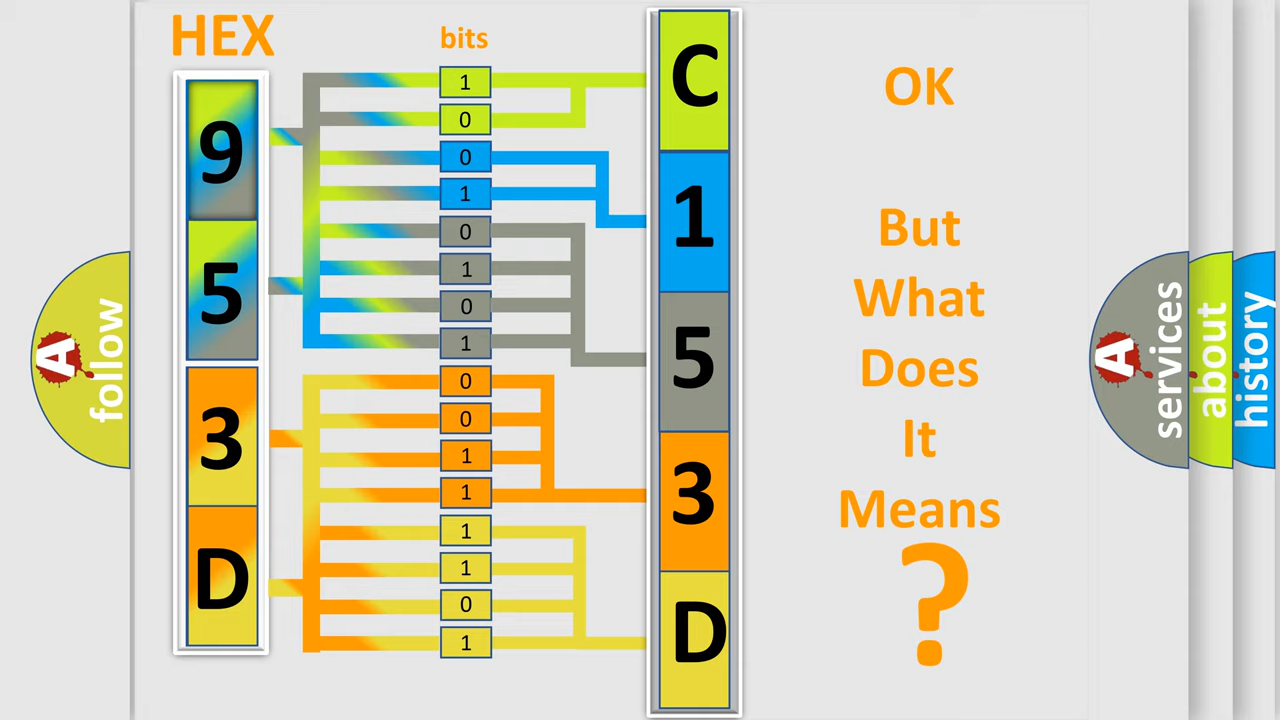 HEX
bits
9
5
3
D
1
0
0
1
0
1
0
1
0
0
1
1
1
1
0
1
C
1
5
3
D
OK
But
What
Does
It
Means
?
A
follow
A
services
about
history